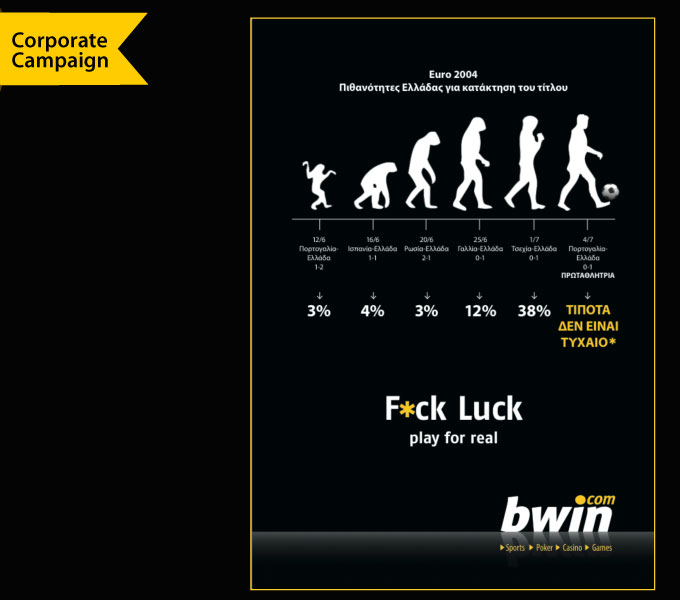 Corporate
Campaign
Euro 2004
Πιθανότητες Ελλάδας για κατάκτηση του τίτλου
12/6
Πορτογαλία-
Ελλάδα
1-2
16/6
Ισπανία-Ελλάδα
1-1
20/6
Ρωσία-Ελλάδα
2-1
25/6
Γαλλία-Ελλάδα
0-1
1/7
Τσεχία-Ελλάδα
0-1
4/7
Πορτογαλία-
Ελλάδα
0-1
ΠΡΩΤΑΘΛΗΤΡΙΑ
3%
4%
3%
12%
38%
ΤΙΠΟΤΑ
ΔΕΝ ΕΙΝΑΙ
ΤΥΧΑΙΟ*
F*ck Luck
play for real
bwin.com
Sports Poker Casino Games